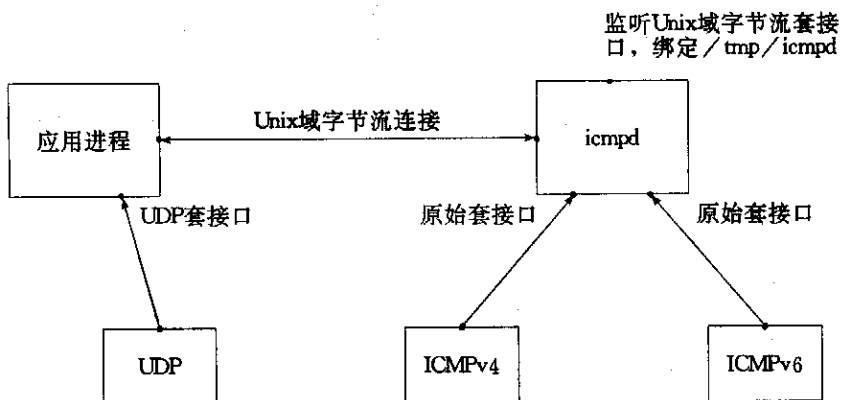 监听Unix域字节流套接
口，绑定／tmp／icmpd
应用进程
Unix域字节流连接
icmpd
UDP套接口
原始套接口
原始套接口
UDP
ICMPv4
ICMPv6